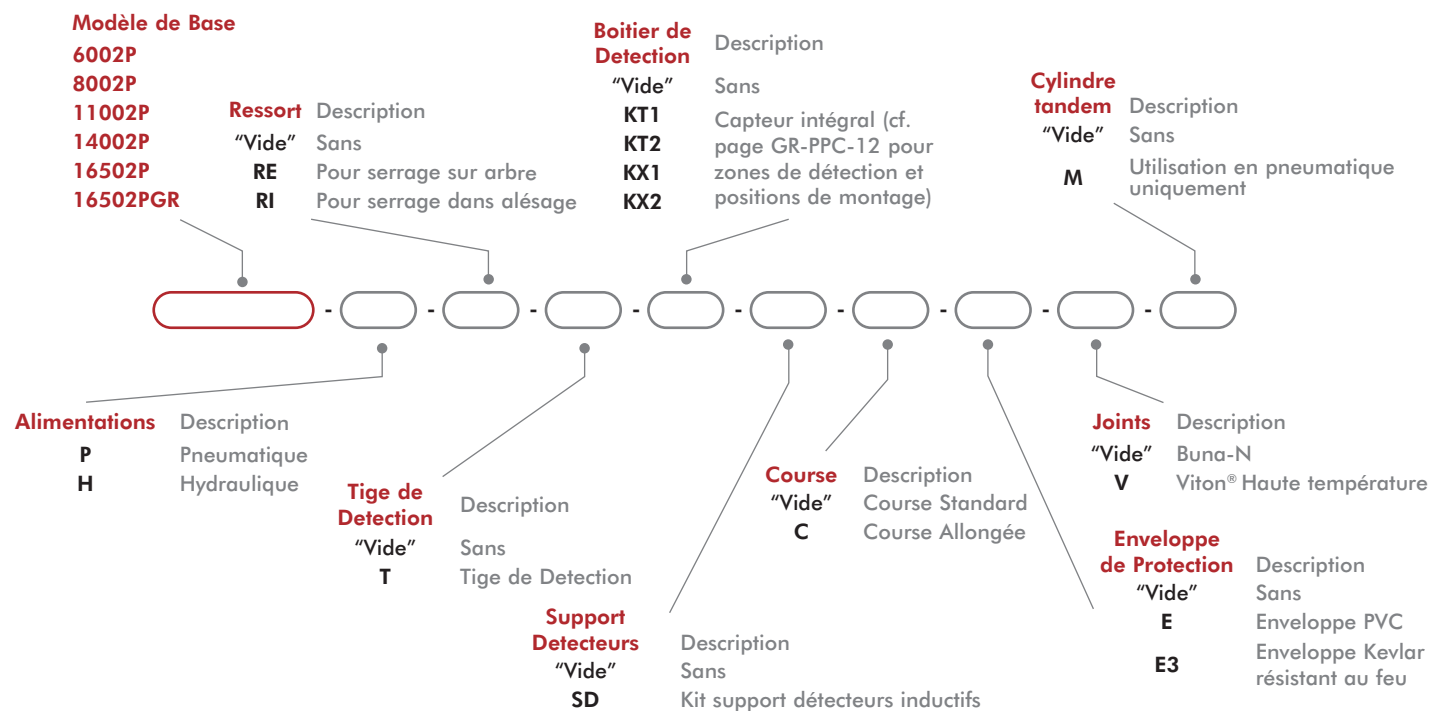 Modèle de Base
6002P
8002P
11002P
14002P
16502P
16502PGR
Ressort Description
“Vide” Sans
RE Pour serrage sur arbre
RI Pour serrage dans alésage
Boitier de
Detection
Description
“Vide” Sans
KT1
KT2
KX1
KX2
Capteur intégral (cf.
page GR-PPC-12 pour
zones de détection et
positions de montage)
Cylindre
tandem
Description
“Vide” Sans
M
Utilisation en pneumatique
uniquement
- - - - - - - - -
Alimentations Description
P Pneumatique
H Hydraulique
Tige de
Detection
Description
“Vide” Sans
T Tige de Detection
Support
Detecteurs
Description
“Vide” Sans
SD Kit support détecteurs inductifs
Course Description
“Vide” Course Standard
C Course Allongée
Joints Description
“Vide” Buna-N
V Viton® Haute température
Enveloppe
de Protection
Description
“Vide” Sans
E Enveloppe PVC
E3
Enveloppe Kevlar
résistant au feu